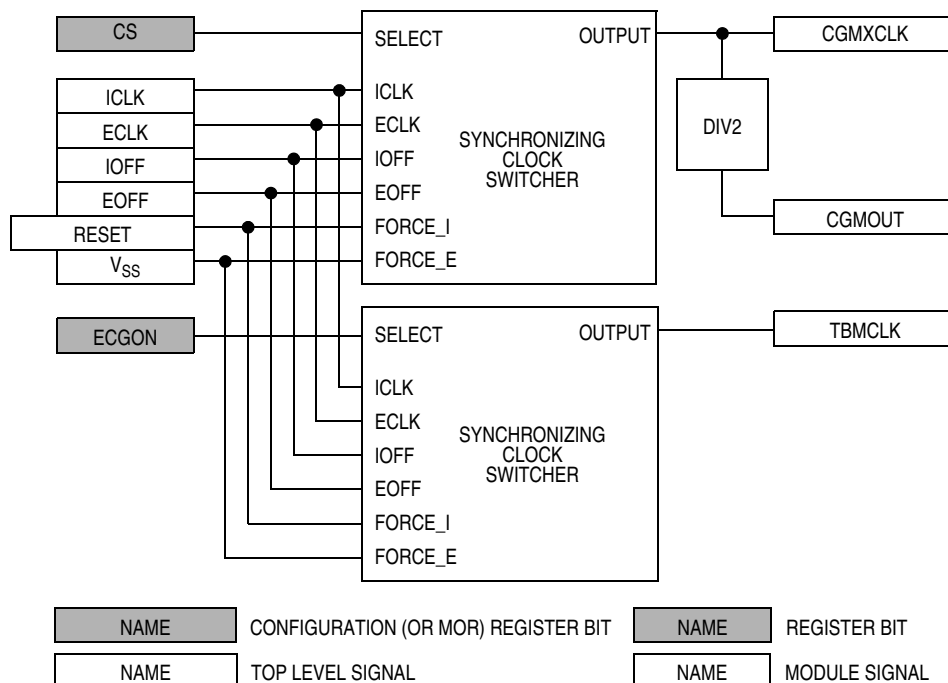 CS
SELECT
OUTPUT
CGMXCLK
ICLK
ECLK
IOFF
EOFF
RESET
VSS
ICLK
ECLK
IOFF
EOFF
FORCE_I
FORCE_E
SYNCHRONIZING
CLOCK
SWITCHER
DIV2
CGMOUT
ECGON
SELECT
OUTPUT
TBMCLK
ICLK
ECLK
IOFF
EOFF
FORCE_I
FORCE_E
SYNCHRONIZING
CLOCK
SWITCHER
NAME CONFIGURATION (OR MOR) REGISTER BIT
NAME REGISTER BIT
NAME TOP LEVEL SIGNAL
NAME MODULE SIGNAL